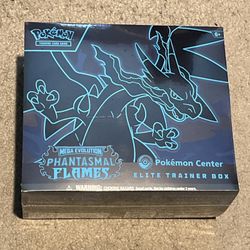 POKÉMON
TRADING CARD GAME
6+
MEGA EVOLUTION
PHANTASMAL
FLAMES
Pokémon Center
ELITE TRAINER BOX
WARNING: